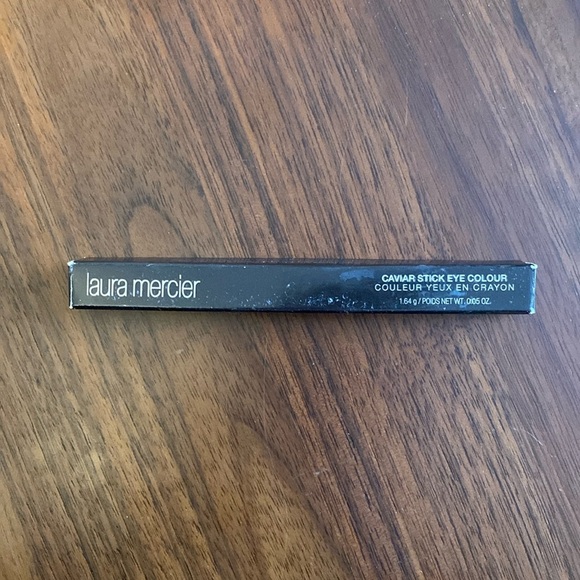 laura mercier
CAVIAR STICK EYE COLOUR
COULEUR YEUX EN CRAYON
1.64 g / POIDS NET WT. 0.05 OZ.